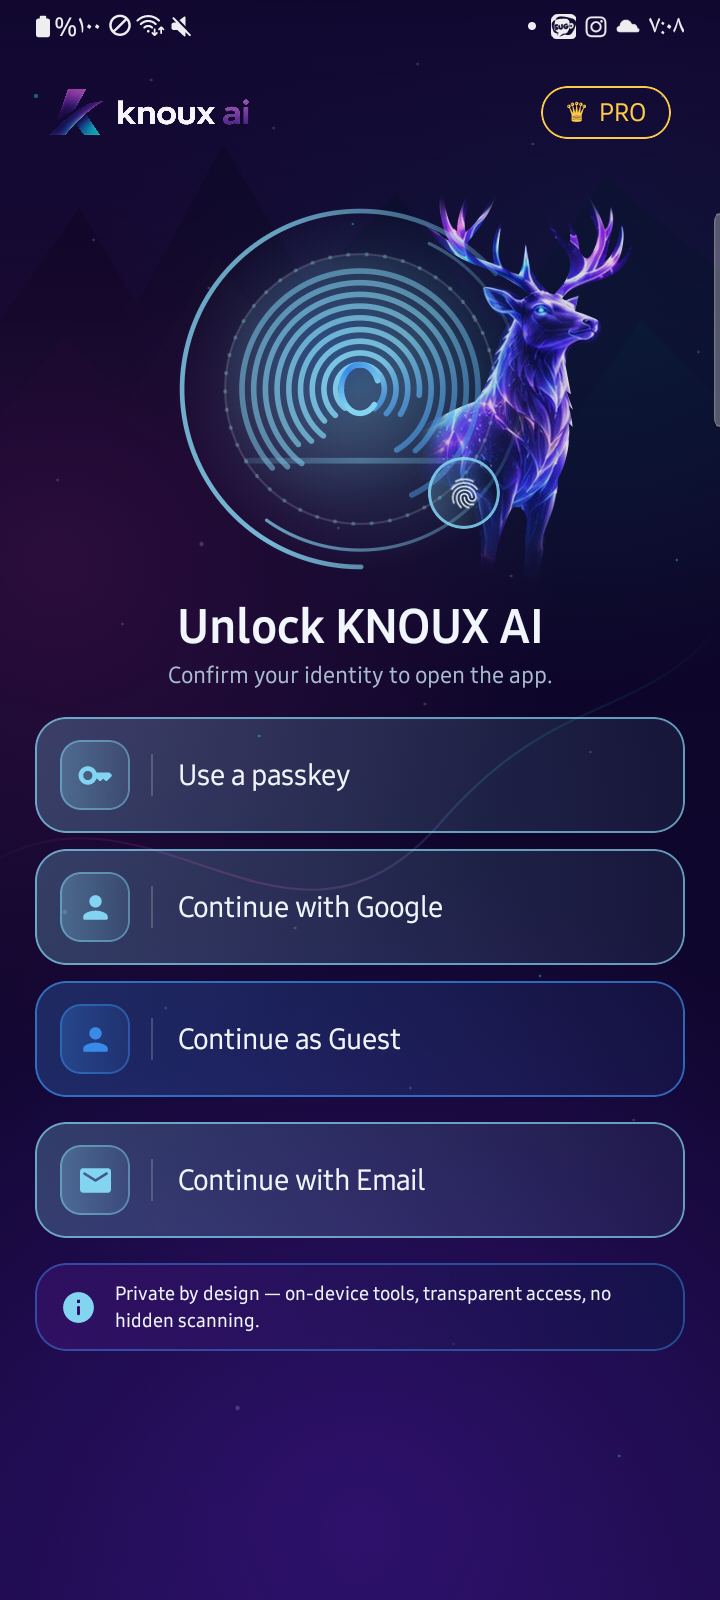 %١٠٠
٧:٠٨
knoux ai
PRO
Unlock KNOUX AI
Confirm your identity to open the app.
Use a passkey
Continue with Google
Continue as Guest
Continue with Email
Private by design — on-device tools, transparent access, no
hidden scanning.